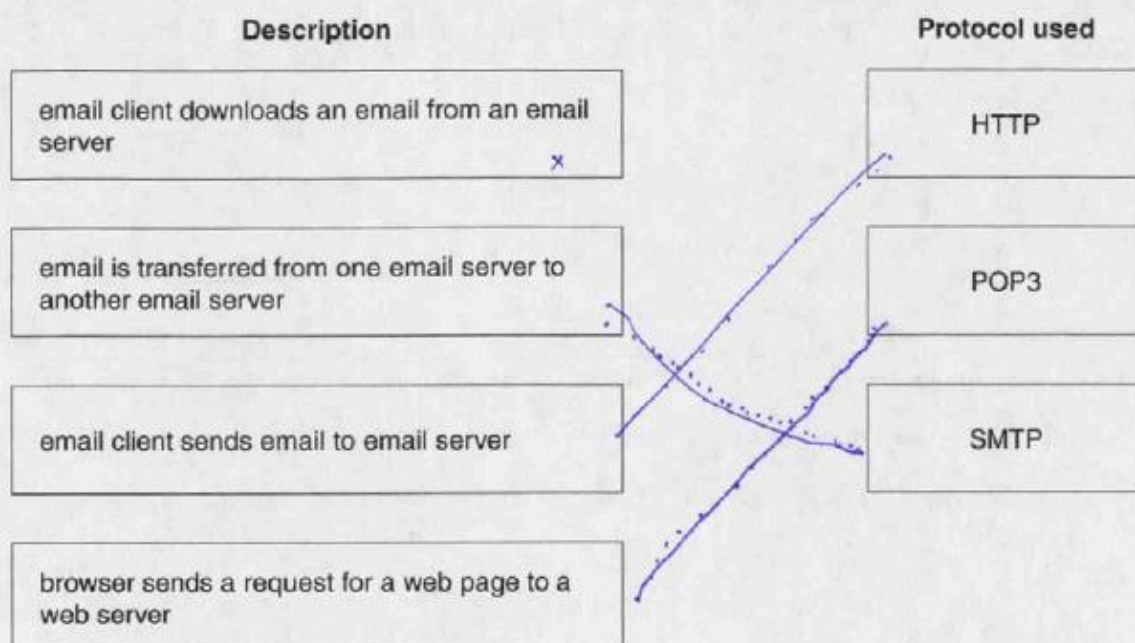 Description
Protocol used
email client downloads an email from an email
server
x
HTTP
email is transferred from one email server to
another email server
POP3
email client sends email to email server
SMTP
browser sends a request for a web page to a
web server